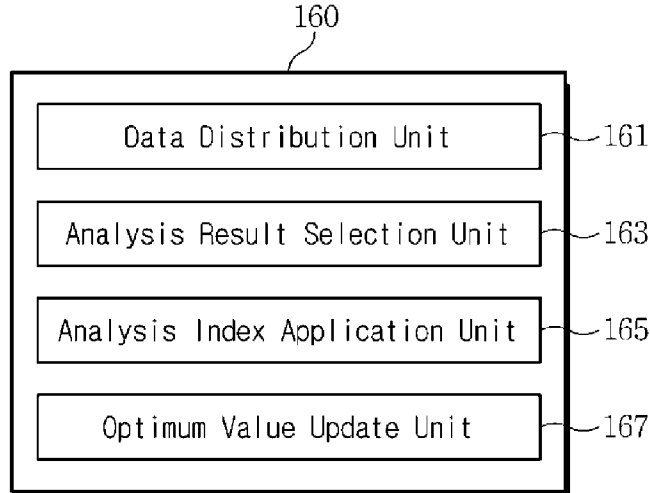 160
Data Distribution Unit 161
Analysis Result Selection Unit 163
Analysis Index Application Unit 165
Optimum Value Update Unit 167